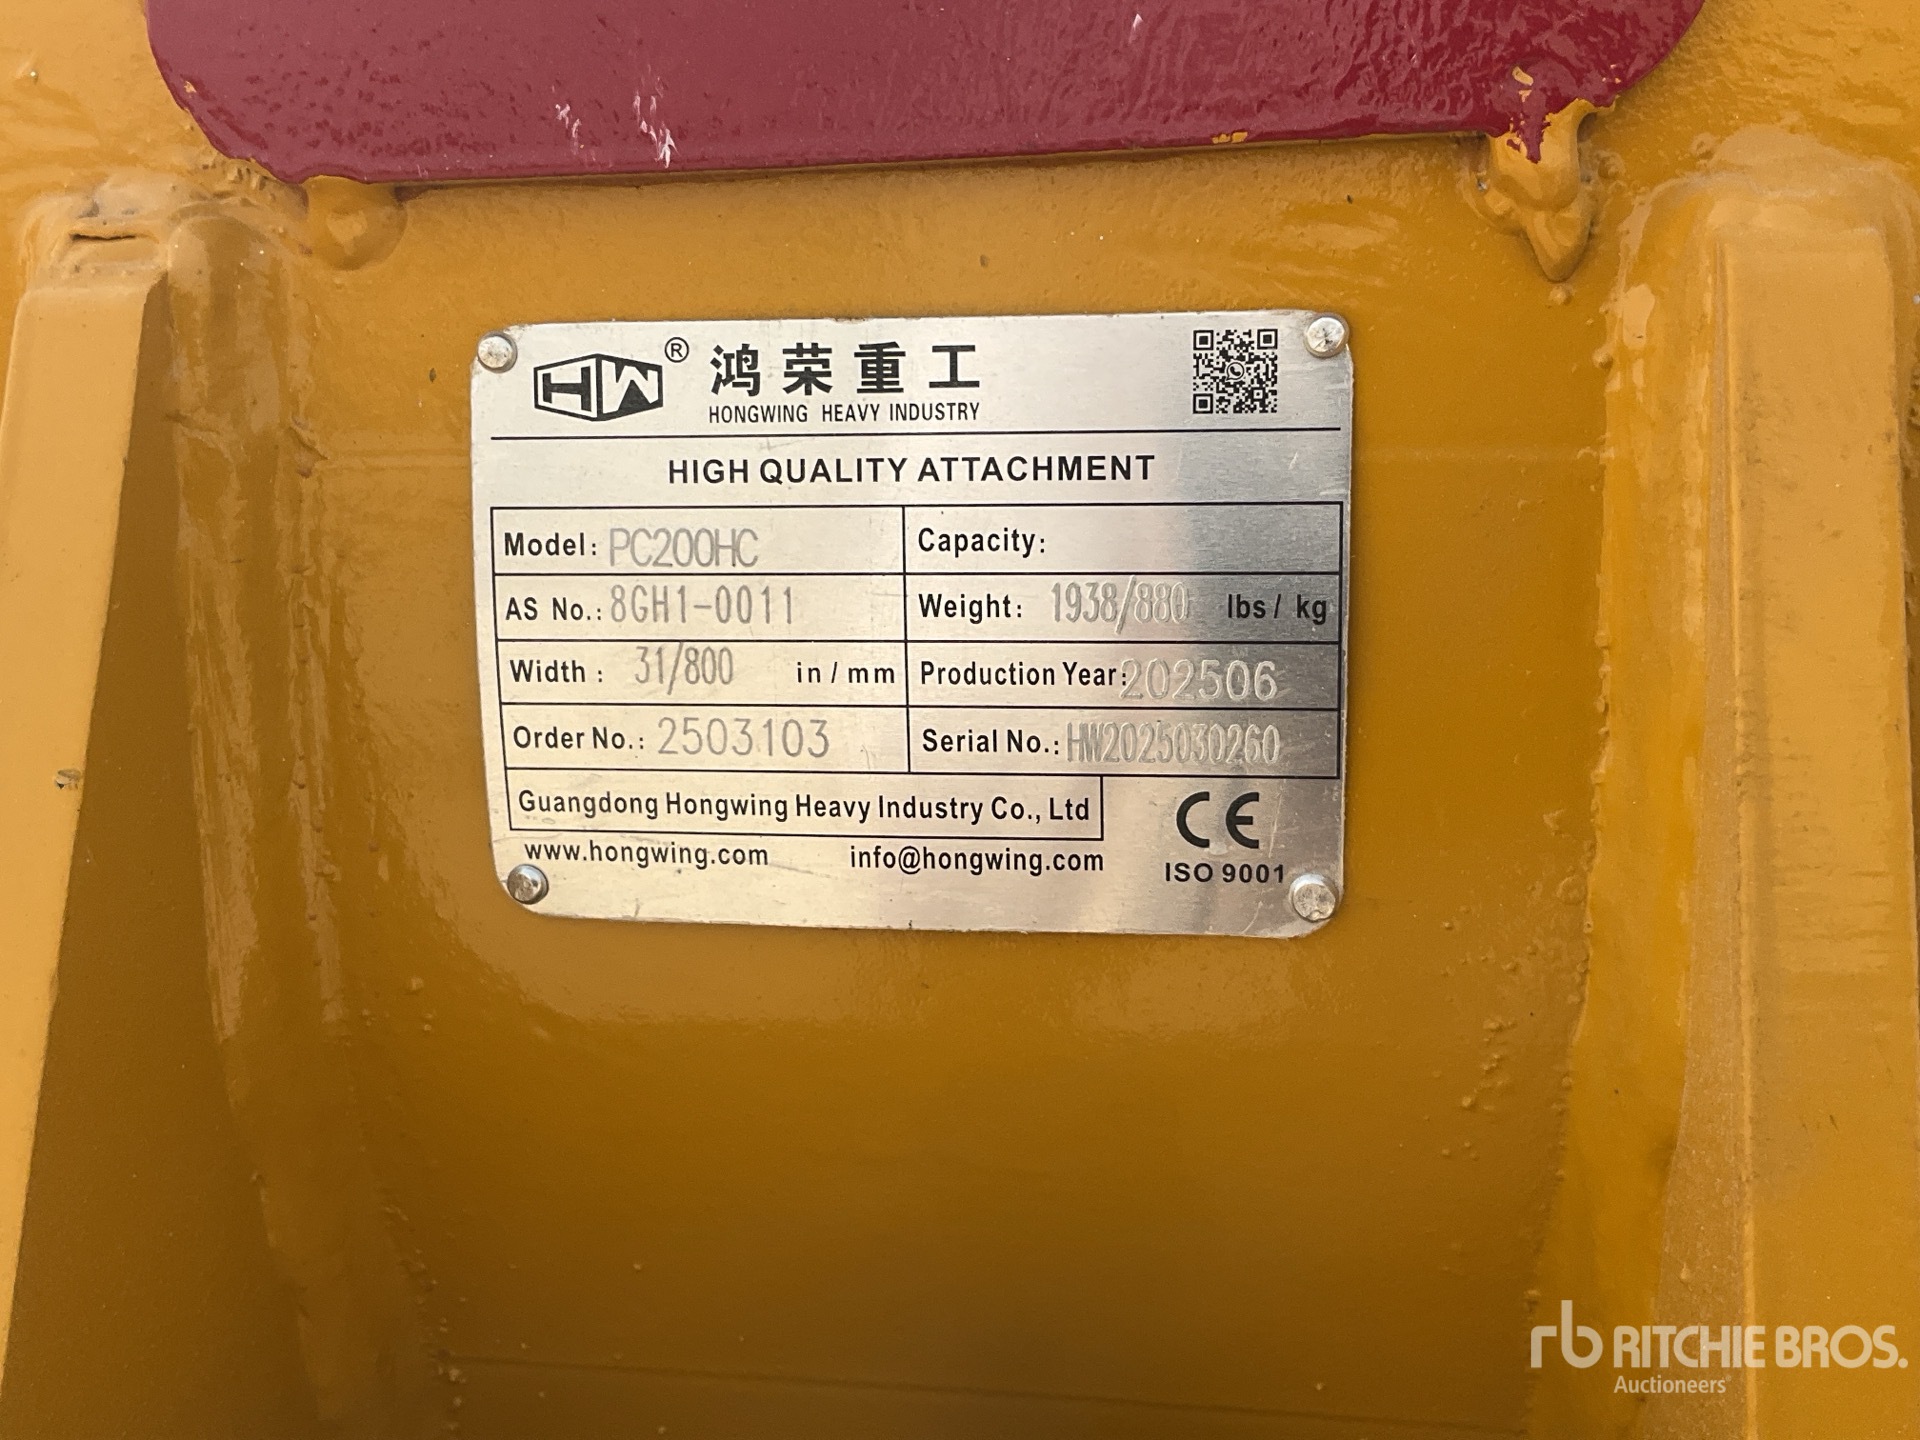 HW® 鸿荣重工
HONGWING HEAVY INDUSTRY
HIGH QUALITY ATTACHMENT
Model: PC200HC Capacity:
AS No.: 8GH1-0011 Weight: 1938/880 lbs / kg
Width : 31/800 in / mm Production Year: 202506
Order No.: 2503103 Serial No.: HW2025030260
Guangdong Hongwing Heavy Industry Co., Ltd
CE
www.hongwing.com info@hongwing.com
ISO 9001
rb RITCHIE BROS.
Auctioneers